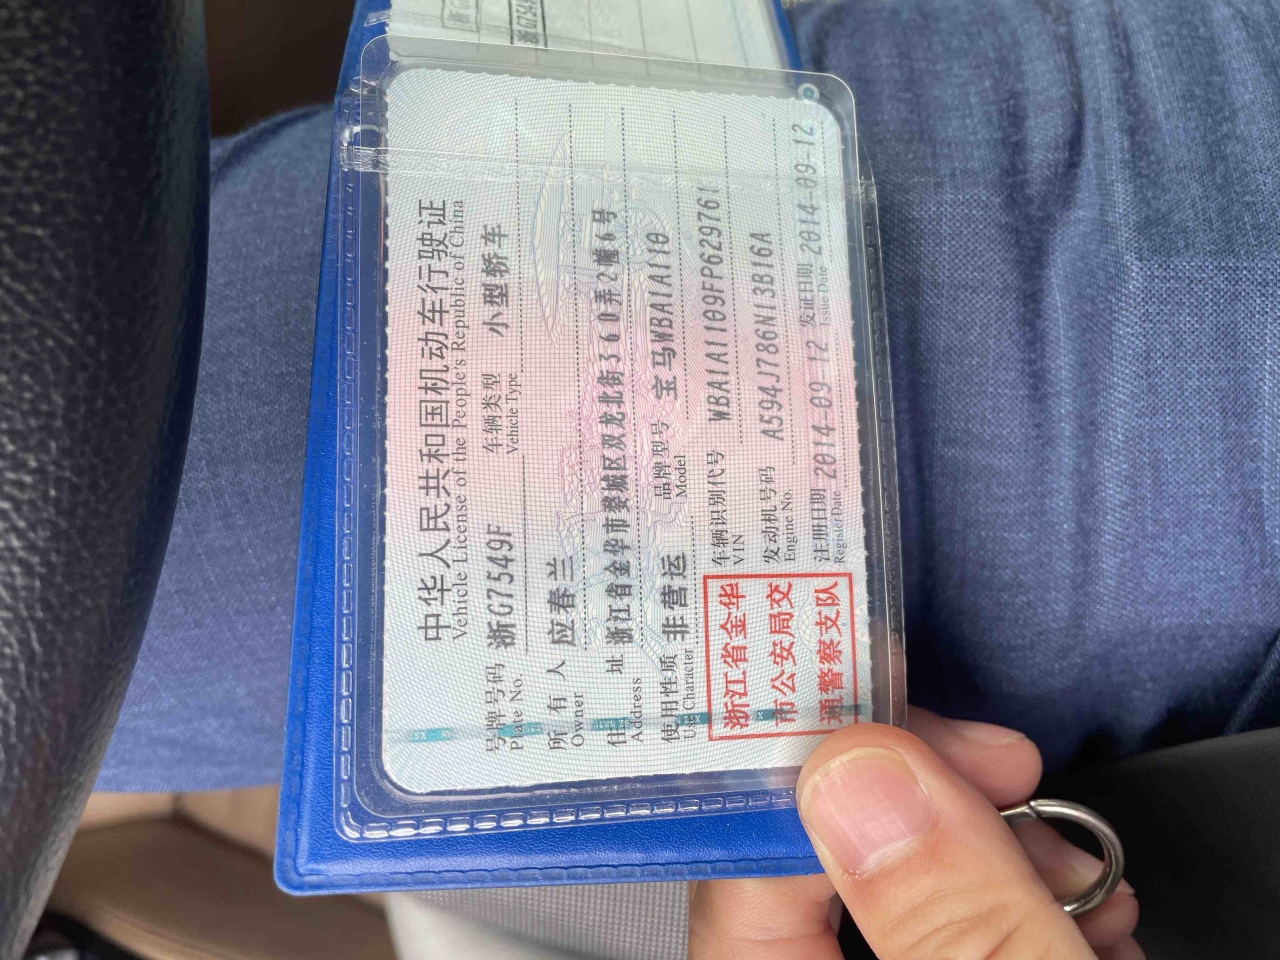 中华人民共和国机动车行驶证
Vehicle License of the People's Republic of China
号牌号码 浙G7549F 车辆类型 小型轿车
Plate No. Vehicle Type
所有人 应春兰
Owner
住址 浙江省金华市婺城区双龙北街360弄2幢6号
Address
使用性质 非营运 品牌型号 宝马WBA1A110
Use Character Model
浙江省金华
市公安局交
通警察支队
车辆识别代号 WBA1A1109FP629761
VIN
发动机号码 A594J786N13B16A
Engine No.
注册日期 2014-09-12 发证日期 2014-09-12
Register Date Issue Date